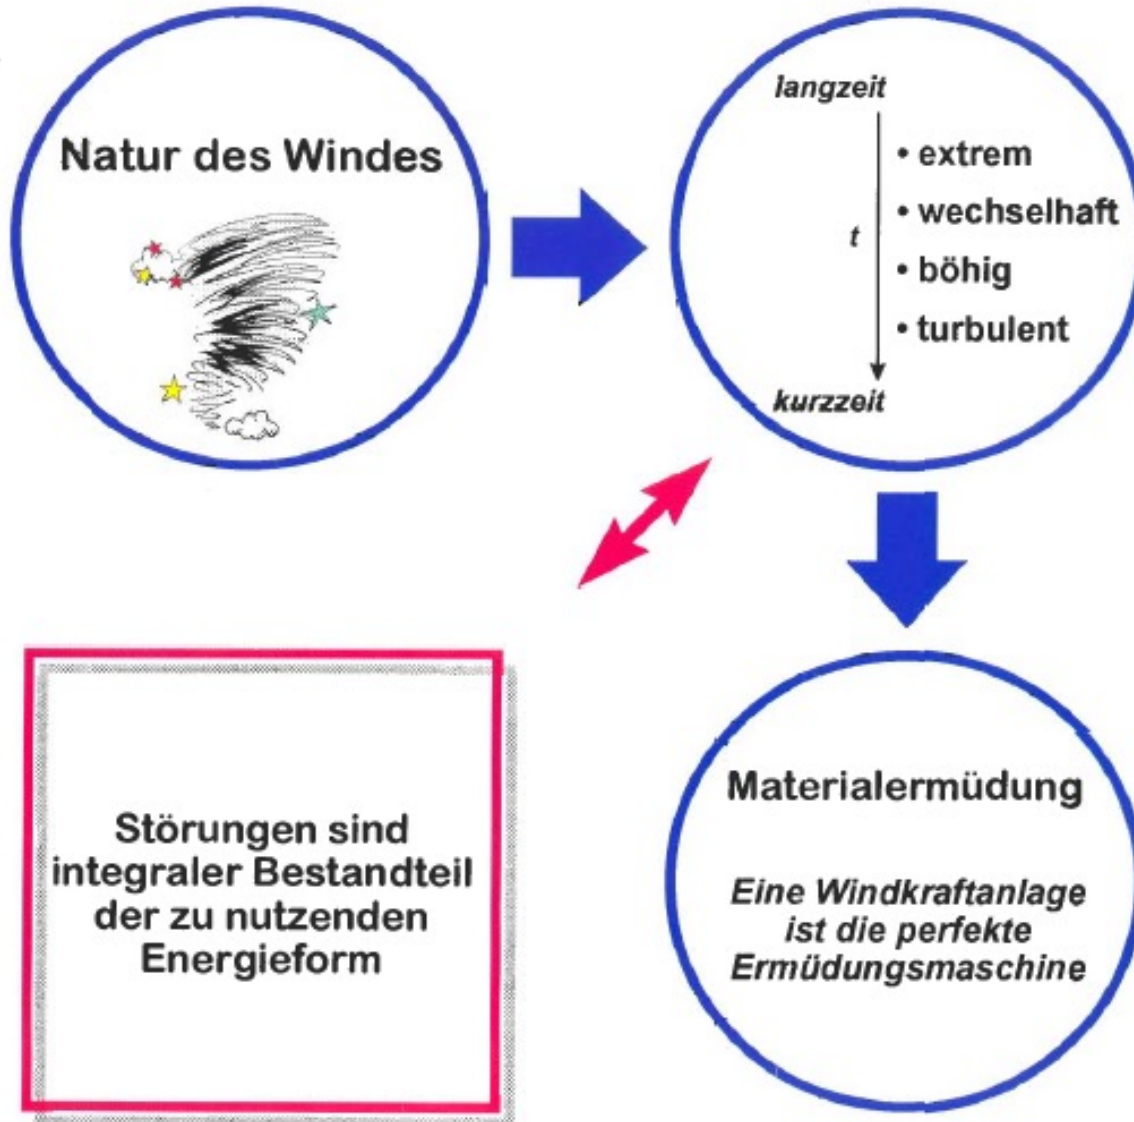 Natur des Windes
langzeit
• extrem
• wechselhaft
t
• böhig
• turbulent
kurzzeit
Materialermüdung
Eine Windkraftanlage
ist die perfekte
Ermüdungsmaschine
Störungen sind
integraler Bestandteil
der zu nutzenden
Energieform